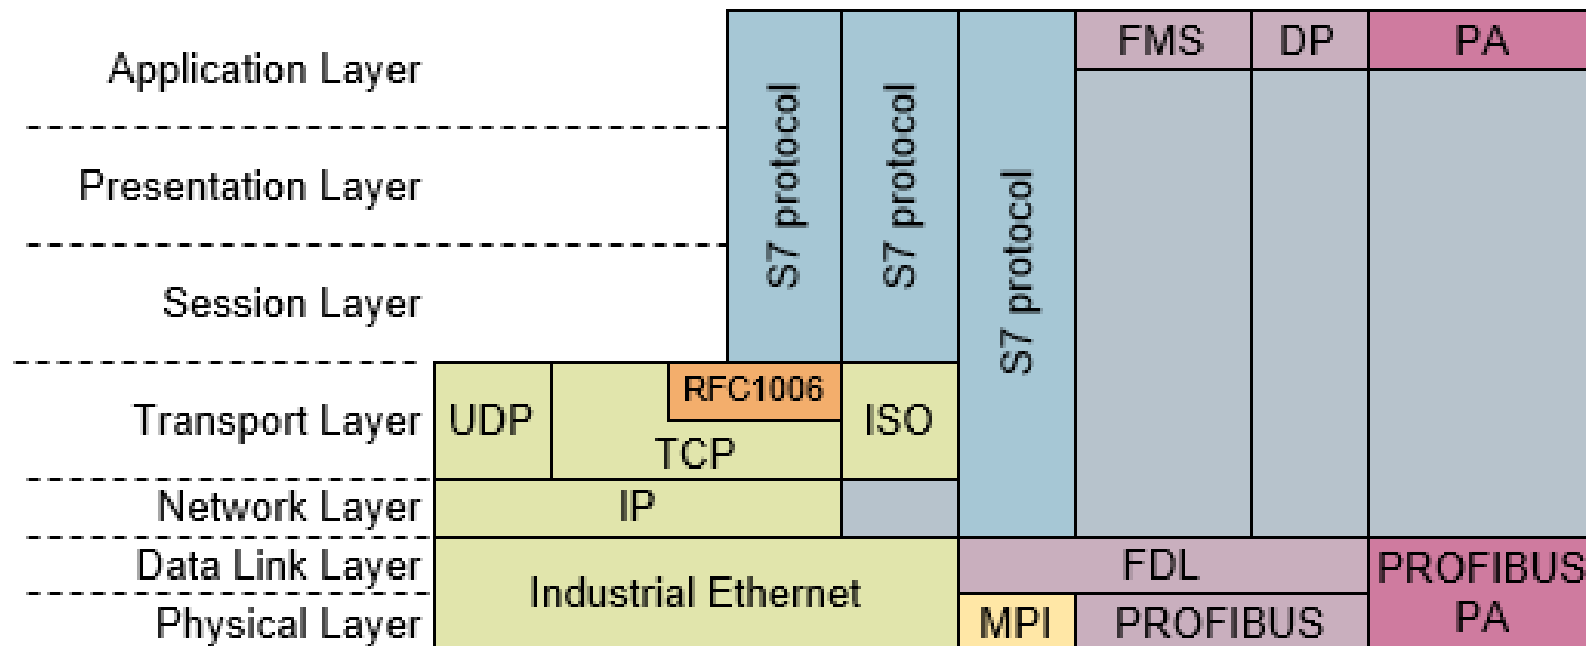 FMS
DP
PA
Application Layer
S7 protocol
S7 protocol
S7 protocol
Presentation Layer
Session Layer
Transport Layer
UDP
RFC1006
TCP
ISO
Network Layer
IP
Data Link Layer
FDL
PROFIBUS
PA
Industrial Ethernet
Physical Layer
MPI
PROFIBUS